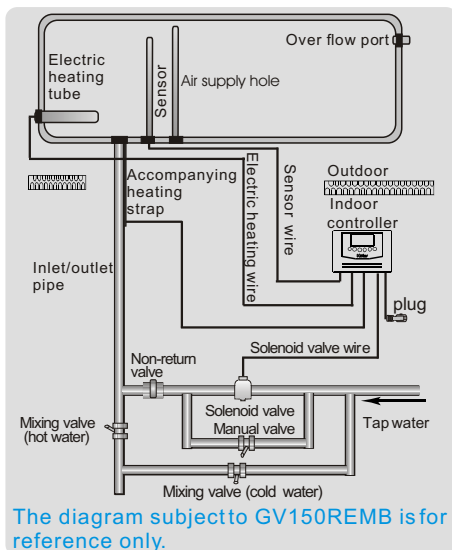 Over flow port
Electric
heating
tube
Sensor
Air supply hole
Accompanying
heating
strap
Electric heating wire
Sensor wire
Outdoor
Indoor
controller
Inlet/outlet
pipe
plug
Solenoid valve wire
Non-return
valve
Solenoid valve
Manual valve
Tap water
Mixing valve
(hot water)
Mixing valve (cold water)
The diagram subject to GV150REMB is for
reference only.